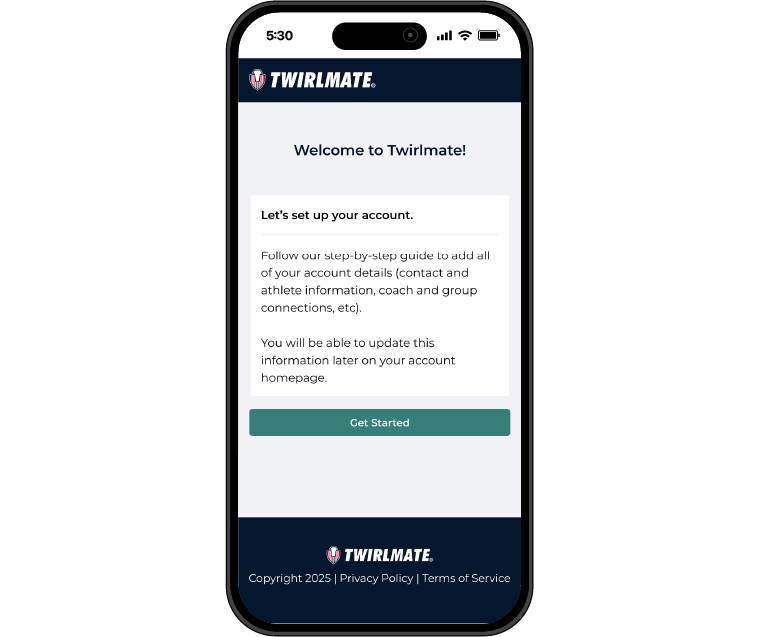 5:30
TWIRLMATE®
Welcome to Twirlmate!
Let's set up your account.
Follow our step-by-step guide to add all
of your account details (contact and
athlete information, coach and group
connections, etc).
You will be able to update this
information later on your account
homepage.
Get Started
TWIRLMATE®
Copyright 2025 | Privacy Policy | Terms of Service